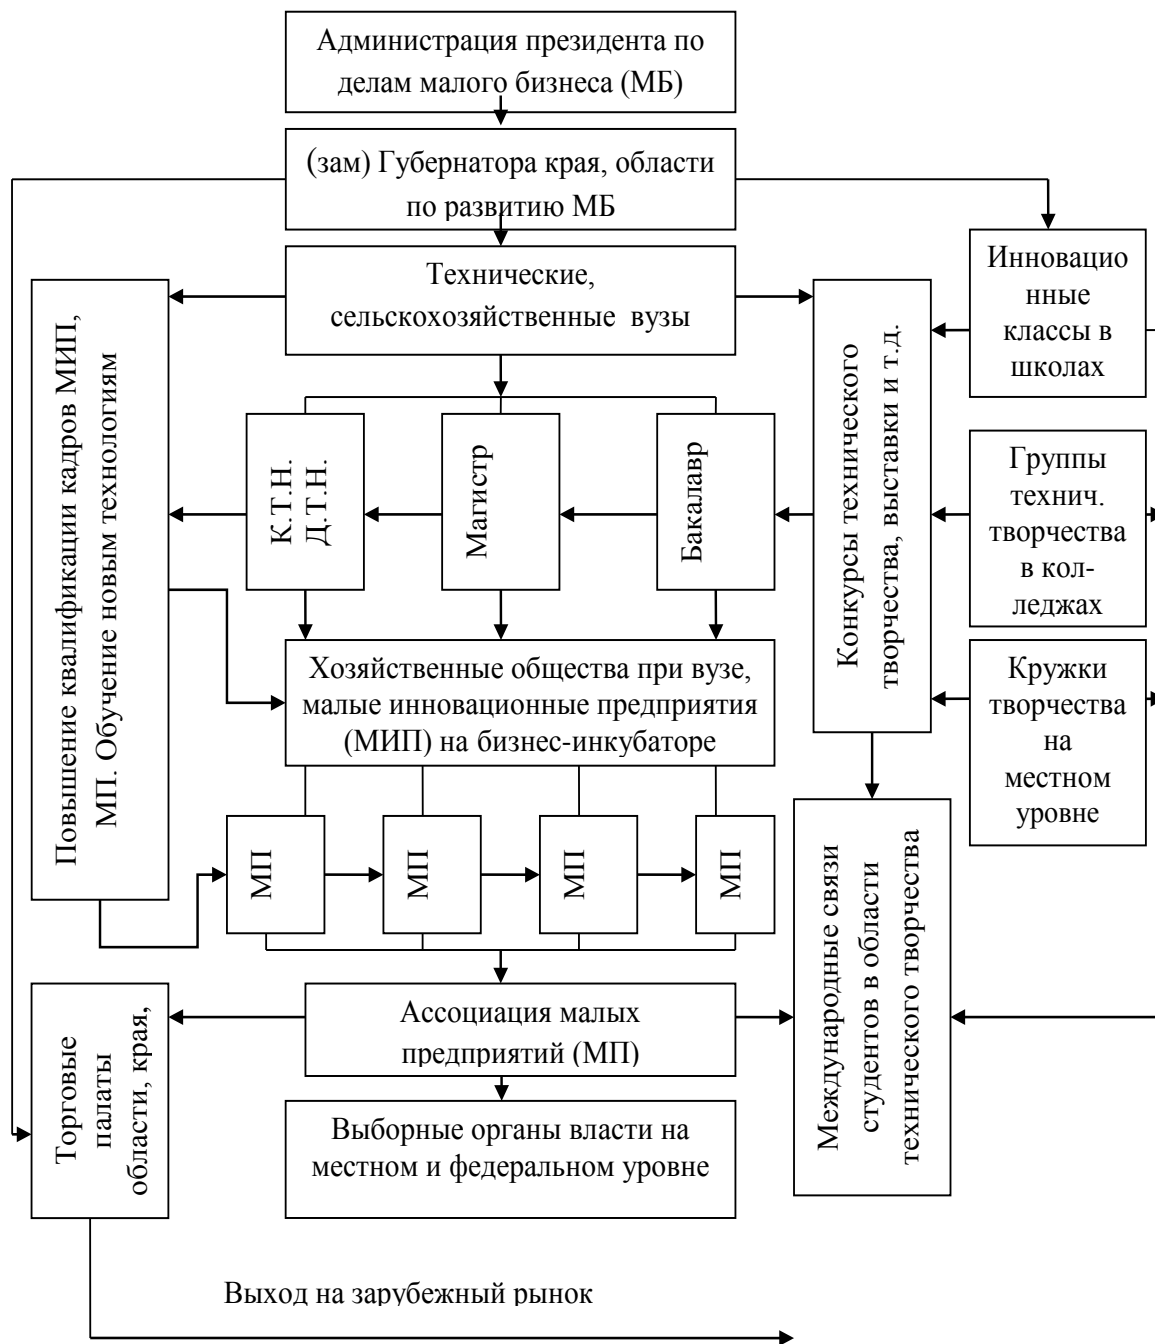 Администрация президента по
делам малого бизнеса (МБ)
(зам) Губернатора края, области
по развитию МБ
Технические,
сельскохозяйственные вузы
Инновацио
нные
классы в
школах
Повышение квалификации кадров МИП,
МП. Обучение новым технологиям
К.Т.Н.
Д.Т.Н.
Магистр
Бакалавр
Конкурсы технического
творчества, выставки и т.д.
Группы
технич.
творчества
в кол-
леджах
Хозяйственные общества при вузе,
малые инновационные предприятия
(МИП) на бизнес-инкубаторе
Кружки
творчества
на
местном
уровне
МП
МП
МП
МП
Международные связи
студентов в области
технического творчества
Торговые
палаты
области, края,
Ассоциация малых
предприятий (МП)
Выборные органы власти на
местном и федеральном уровне
Выход на зарубежный рынок